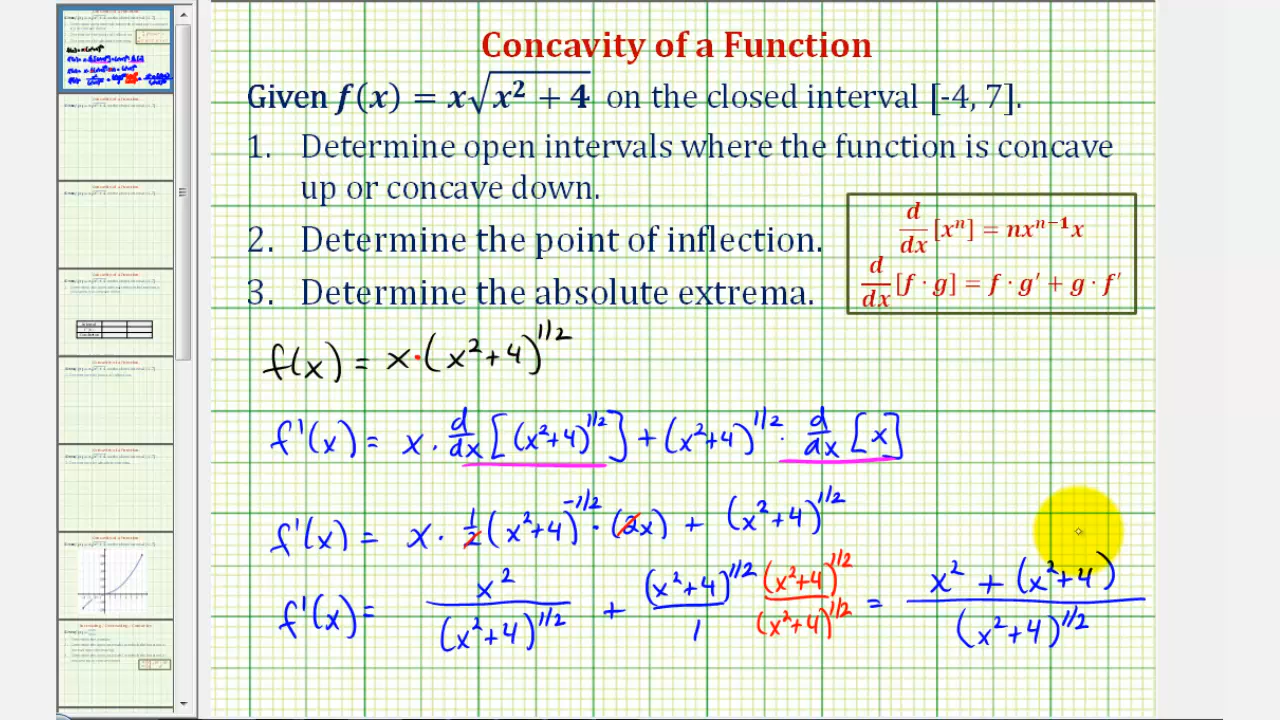 Concavity of a Function
Given f(x) = x√(x² + 4) on the closed interval [-4, 7].
1. Determine open intervals where the function is concave
up or concave down.
2. Determine the point of inflection.
3. Determine the absolute extrema.
d/dx [xⁿ] = nxⁿ⁻¹x
d/dx [f · g] = f · g′ + g · f′
f(x) = x · (x²+4)^1/2
f'(x) = x · d/dx [(x²+4)^1/2] + (x²+4)^1/2 · d/dx [x]
f'(x) = x · 1/2 (x²+4)^-1/2 · (2x) + (x²+4)^1/2
f'(x) = x²/(x²+4)^1/2 + (x²+4)^1/2/1 (x²+4)^1/2/(x²+4)^1/2 = x² + (x²+4)/(x²+4)^1/2